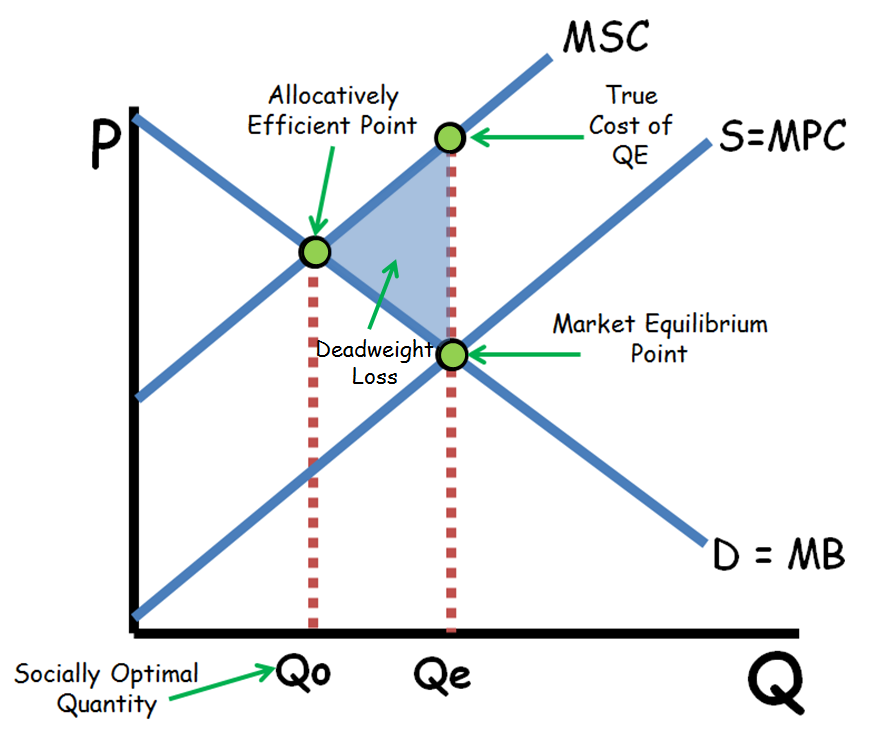 MSC
Allocatively
Efficient Point
True
Cost of
QE
P
S=MPC
Market Equilibrium
Point
Deadweight
Loss
D = MB
Socially Optimal
Quantity
Qo
Qe
Q